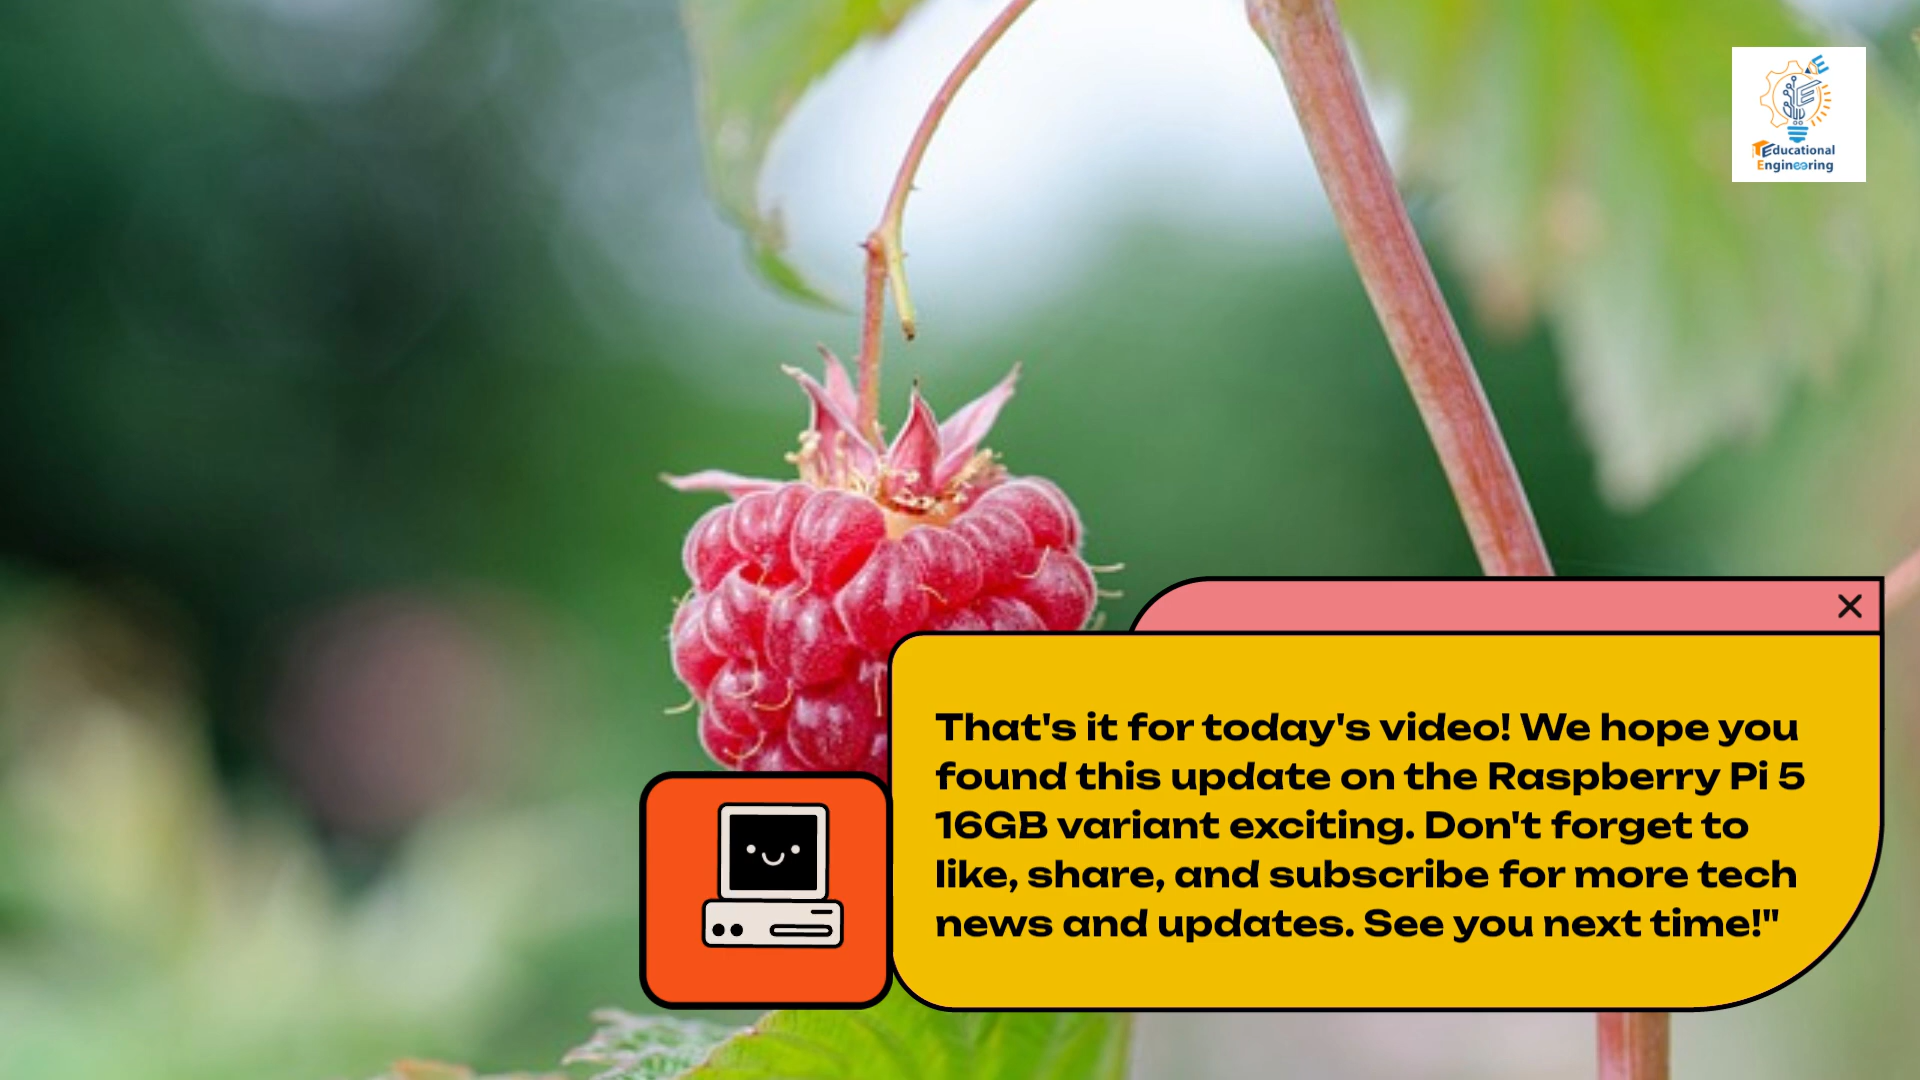 Educational
Engineering
That's it for today's video! We hope you
found this update on the Raspberry Pi 5
16GB variant exciting. Don't forget to
like, share, and subscribe for more tech
news and updates. See you next time!"